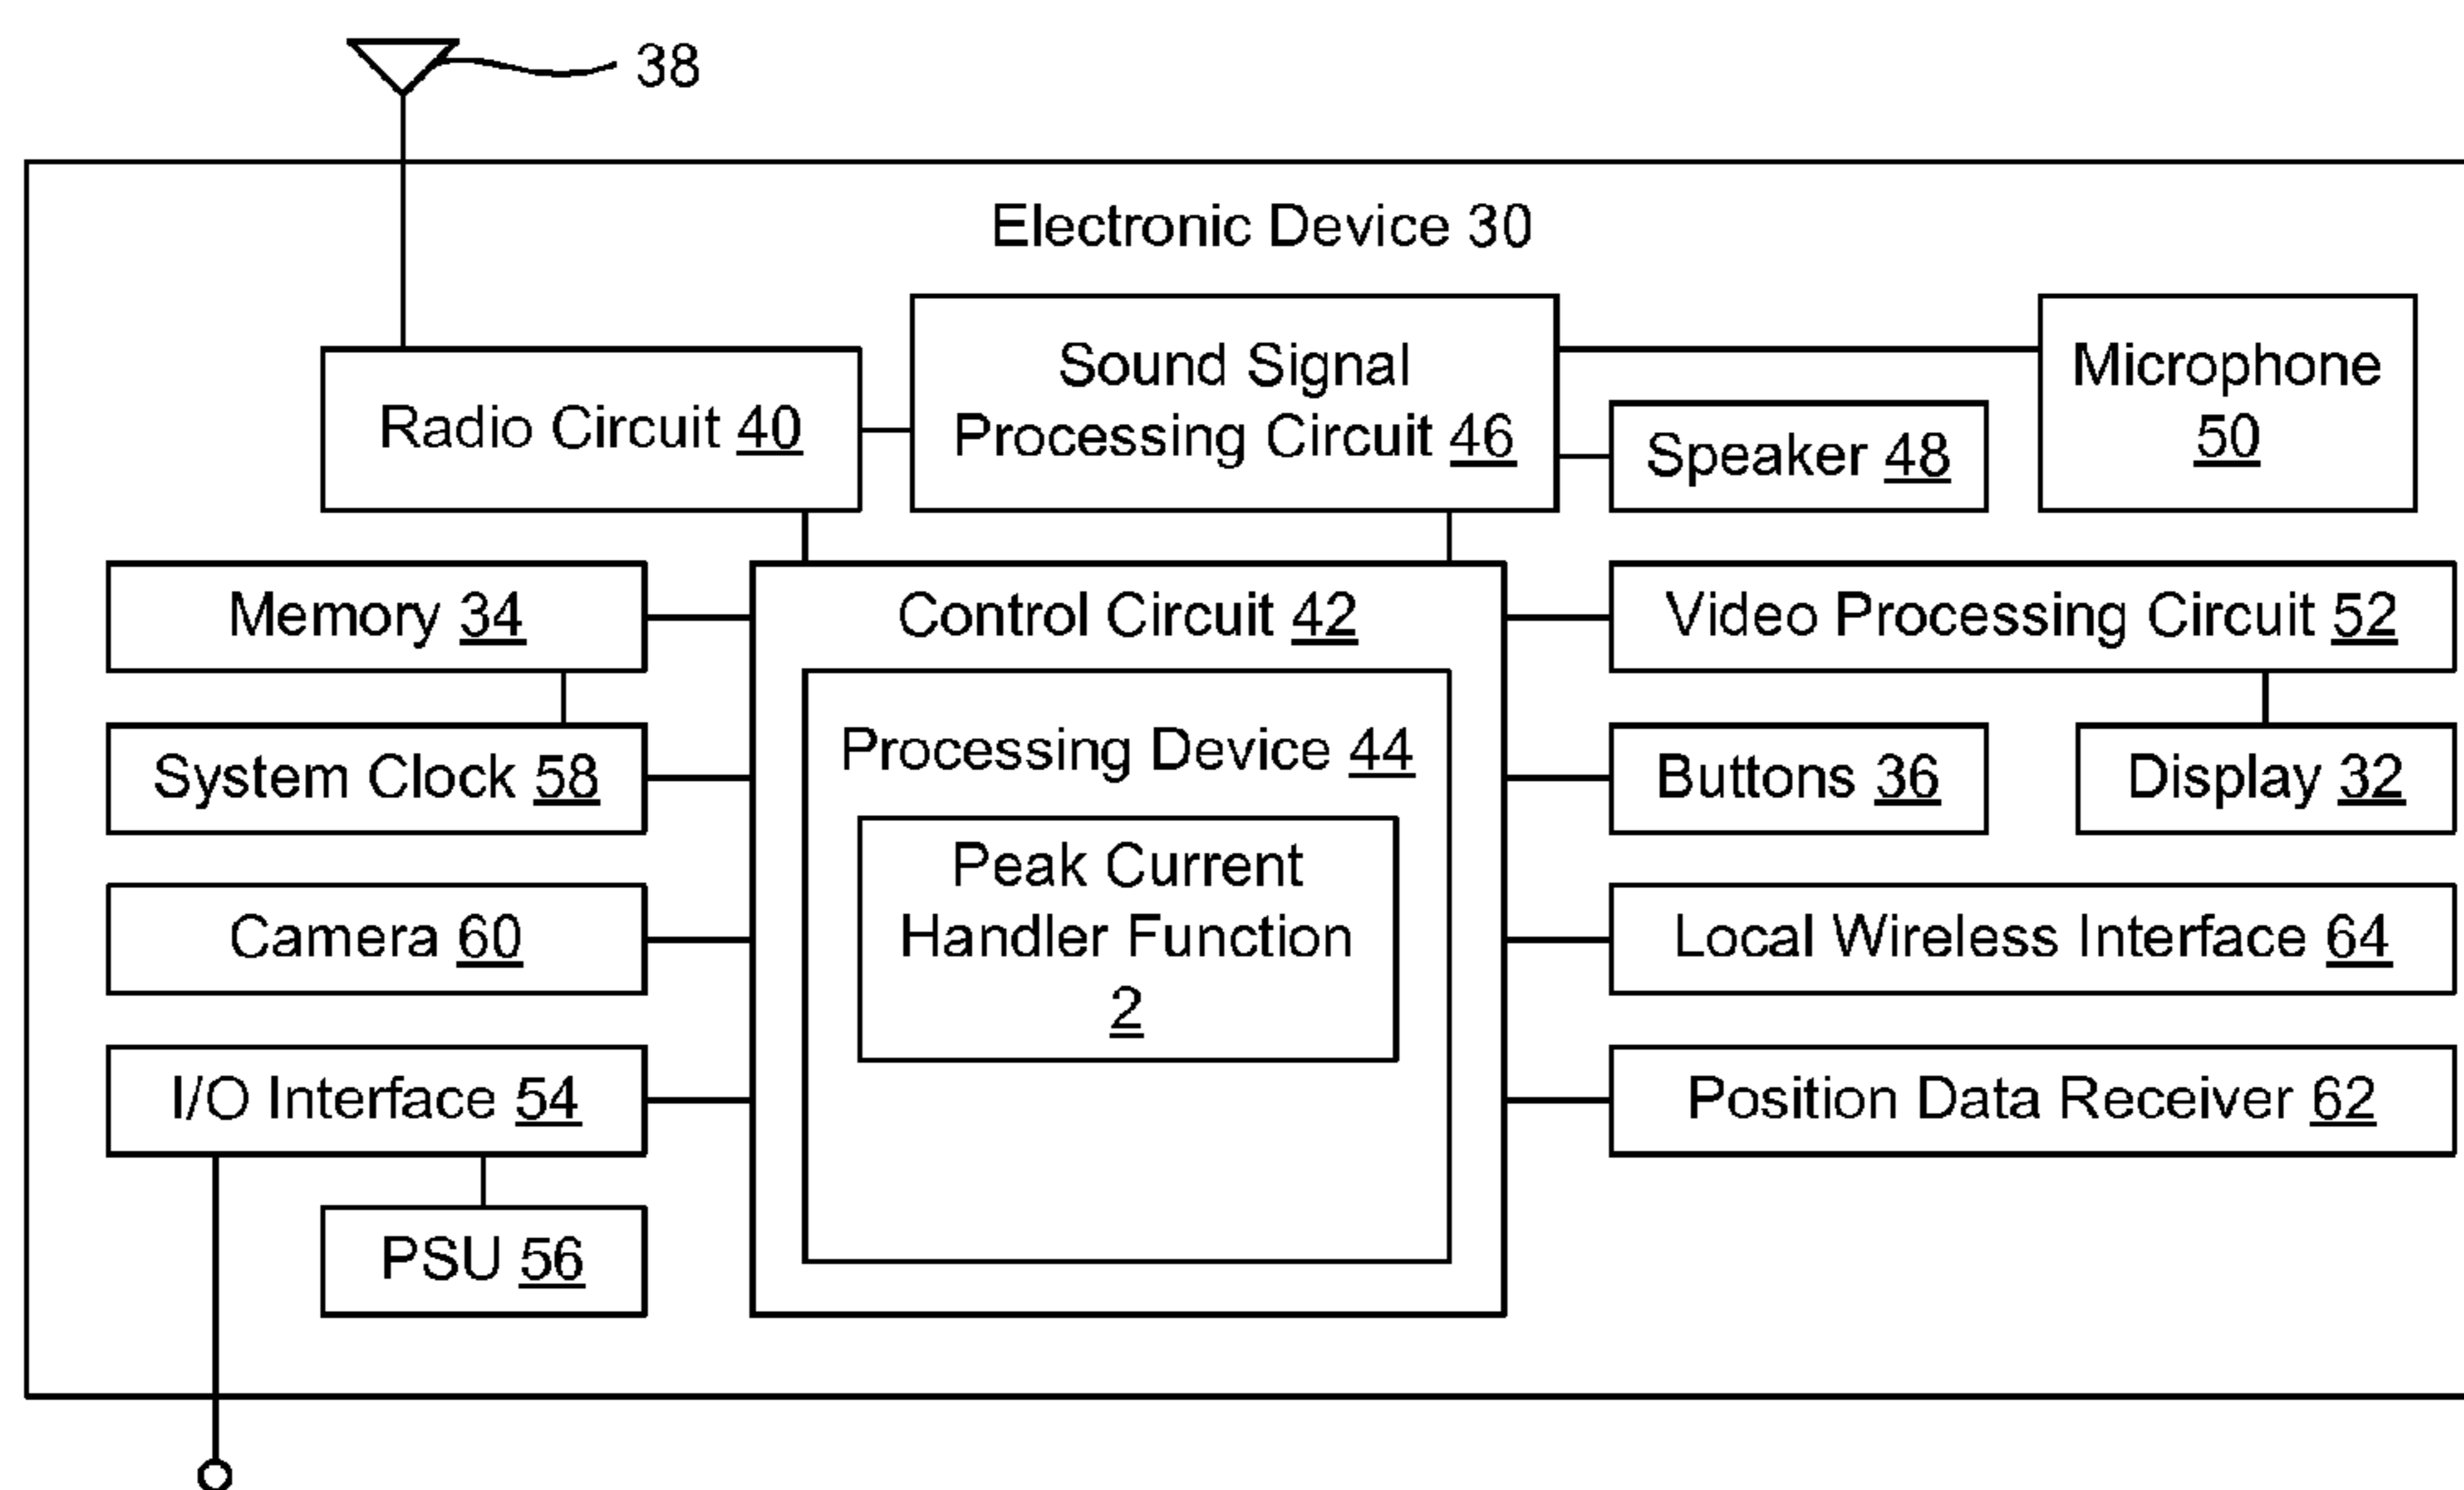 38
Electronic Device 30
Radio Circuit 40
Sound Signal
Processing Circuit 46
Microphone
50
Speaker 48
Memory 34
Control Circuit 42
Video Processing Circuit 52
System Clock 58
Processing Device 44
Buttons 36
Display 32
Peak Current
Handler Function
2
Camera 60
Local Wireless Interface 64
I/O Interface 54
Position Data Receiver 62
PSU 56